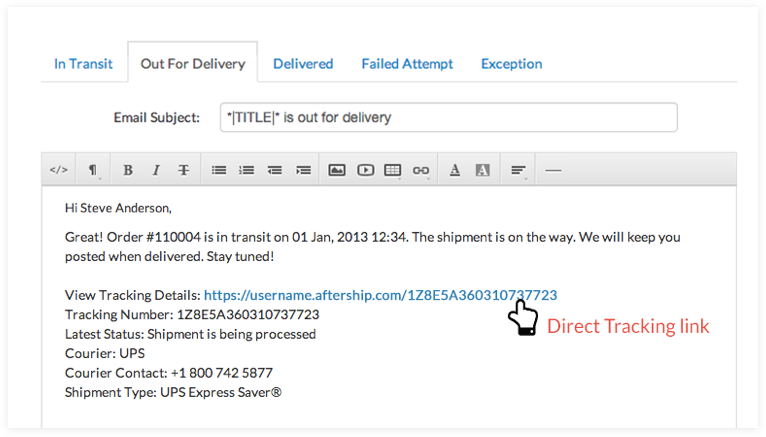 In Transit Out For Delivery Delivered Failed Attempt Exception
Email Subject: *|TITLE|* is out for delivery
</> ¶ B I T A A
Hi Steve Anderson,
Great! Order #110004 is in transit on 01 Jan, 2013 12:34. The shipment is on the way. We will keep you
posted when delivered. Stay tuned!
View Tracking Details: https://username.aftership.com/1Z8E5A360310737723
Tracking Number: 1Z8E5A360310737723
Direct Tracking link
Latest Status: Shipment is being processed
Courier: UPS
Courier Contact: +1 800 742 5877
Shipment Type: UPS Express Saver®